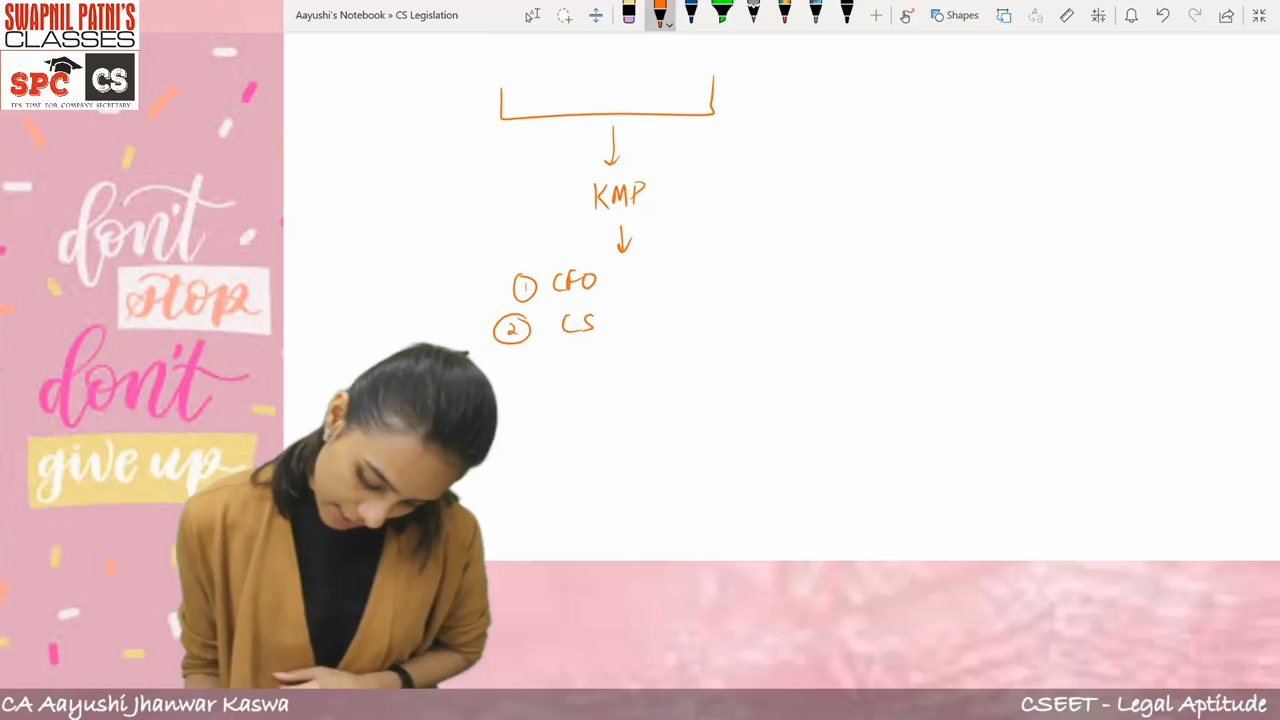 SWAPNIL PATNI'S
CLASSES
SPC CS
IT'S TIME FOR COMPANY SECRETARY
Aayushi's Notebook » CS Legislation
Shapes
KMP
① CFO
② CS
don't
stop
don't
give up
CA Aayushi Jhanwar Kaswa
CSEET - Legal Aptitude